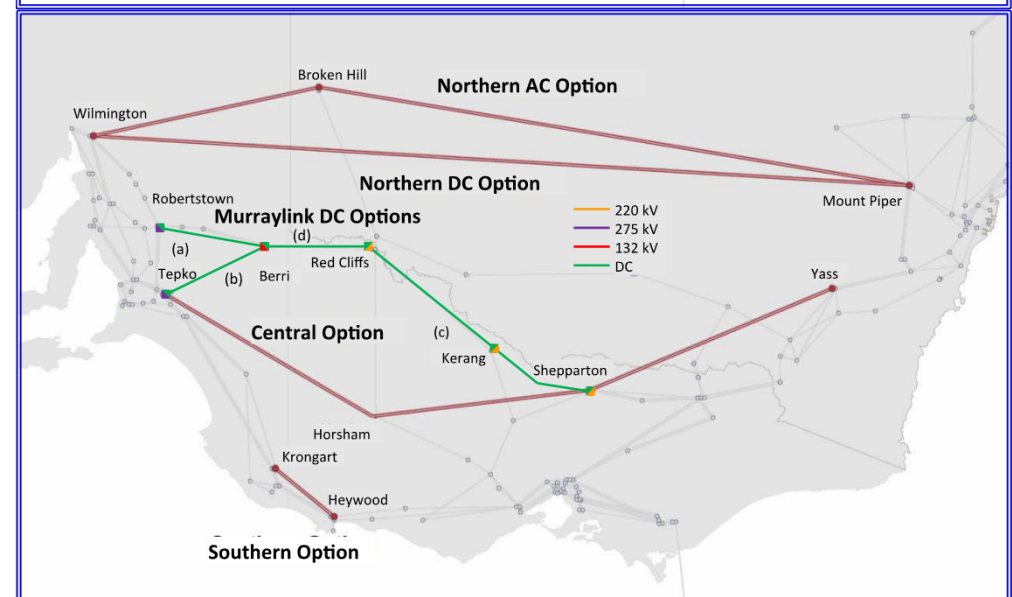 Broken Hill
Northern AC Option
Wilmington
Northern DC Option
Mount Piper
Robertstown
Murraylink DC Options
(d)
220 kV
275 kV
132 kV
DC
(a)
Red Cliffs
Tepko
(b)
Berri
Yass
Central Option
(c)
Kerang
Shepparton
Horsham
Krongart
Heywood
Southern Option